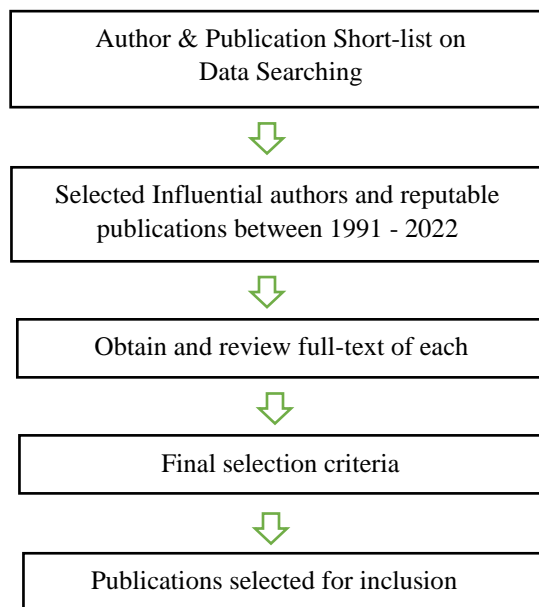 Author & Publication Short-list on
Data Searching
Selected Influential authors and reputable
publications between 1991 - 2022
Obtain and review full-text of each
Final selection criteria
Publications selected for inclusion